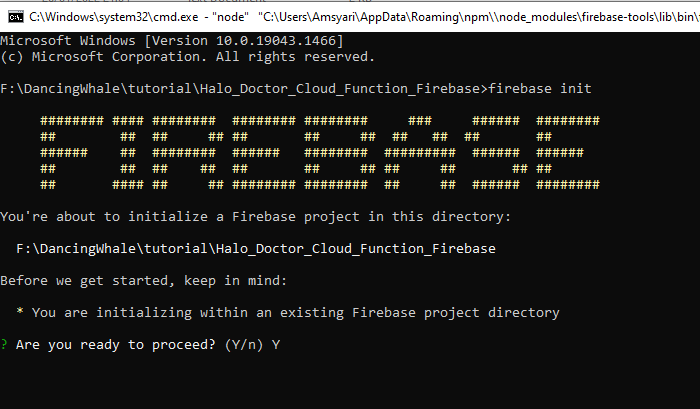 C:\Windows\system32\cmd.exe - "node" "C:\Users\Amsyari\AppData\Roaming\npm\\node_modules\firebase-tools\lib\bin\
Microsoft Windows [Version 10.0.19043.1466]
(c) Microsoft Corporation. All rights reserved.
F:\DancingWhale\tutorial\Halo_Doctor_Cloud_Function_Firebase>firebase init
FIREBASE
You're about to initialize a Firebase project in this directory:
F:\DancingWhale\tutorial\Halo_Doctor_Cloud_Function_Firebase
Before we get started, keep in mind:
* You are initializing within an existing Firebase project directory
? Are you ready to proceed? (Y/n) Y